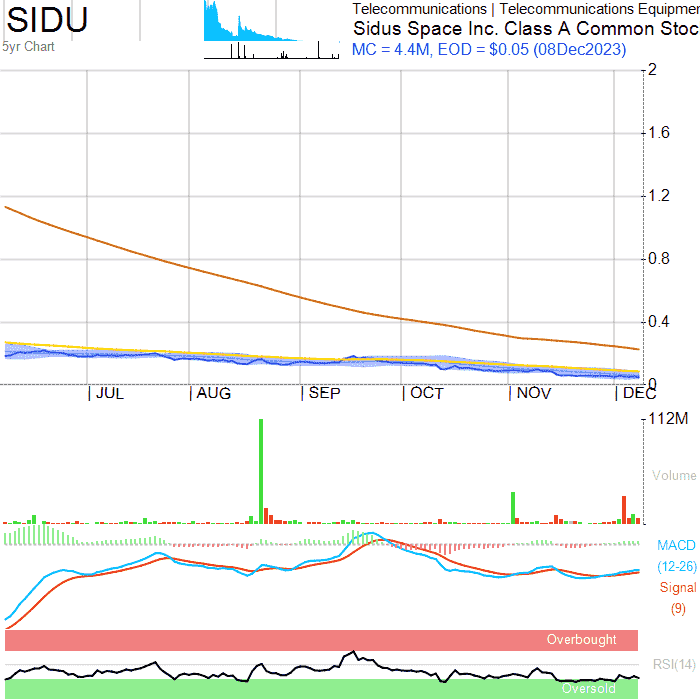 SIDU
5yr Chart
Telecommunications | Telecommunications Equipmen
Sidus Space Inc. Class A Common Stoc
MC = 4.4M, EOD = $0.05 (08Dec2023)
2
1.6
1.2
0.8
0.4
0
JUL
AUG
SEP
OCT
NOV
DEC
112M
Volume
MACD
(12-26)
Signal
(9)
Overbought
RSI(14)
Oversold